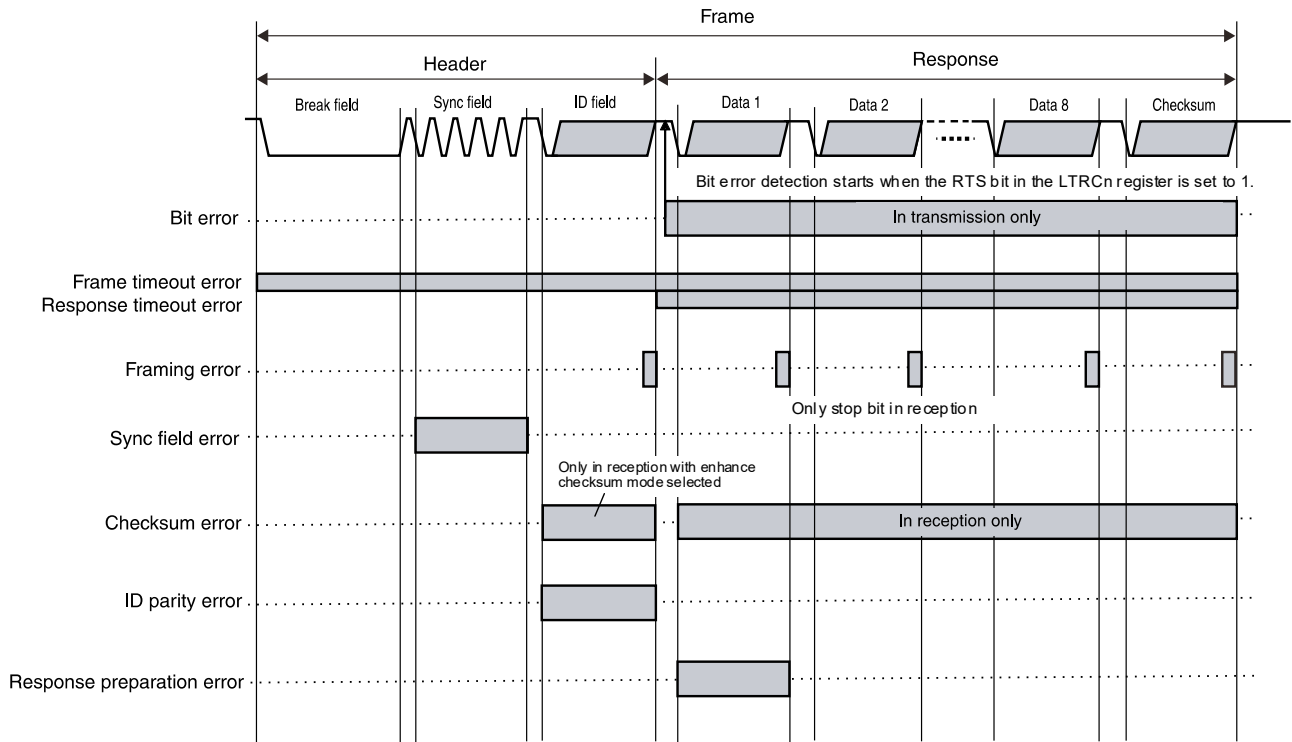 Frame
Header
Response
Break field
Sync field
ID field
Data 1
Data 2
Data 8
Checksum
Bit error detection starts when the RTS bit in the LTRCn register is set to 1.
Bit error
In transmission only
Frame timeout error
Response timeout error
Framing error
Only stop bit in reception
Sync field error
Only in reception with enhance
checksum mode selected
Checksum error
In reception only
ID parity error
Response preparation error